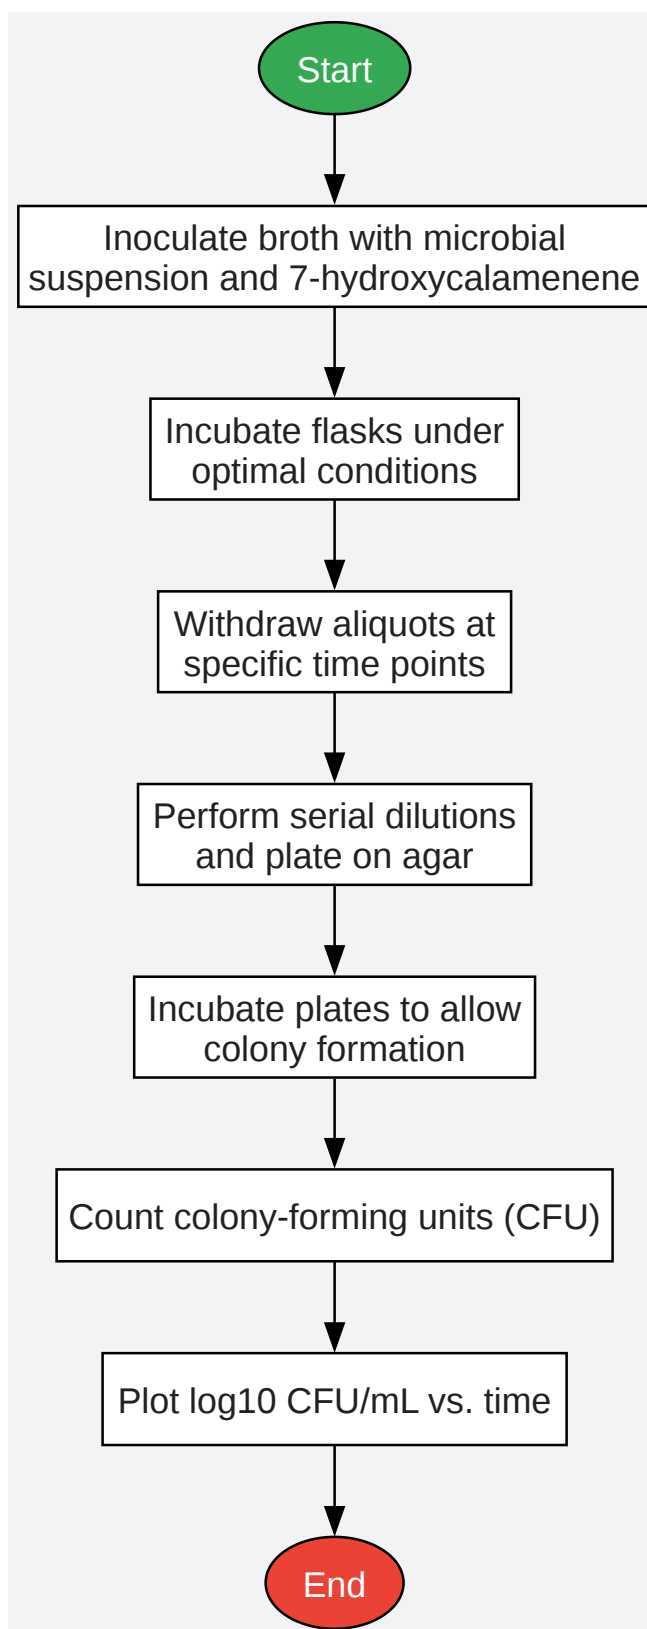 Start
Inoculate broth with microbial
suspension and 7-hydroxycalamenene
Incubate flasks under
optimal conditions
Withdraw aliquots at
specific time points
Perform serial dilutions
and plate on agar
Incubate plates to allow
colony formation
Count colony-forming units (CFU)
Plot log10 CFU/mL vs. time
End